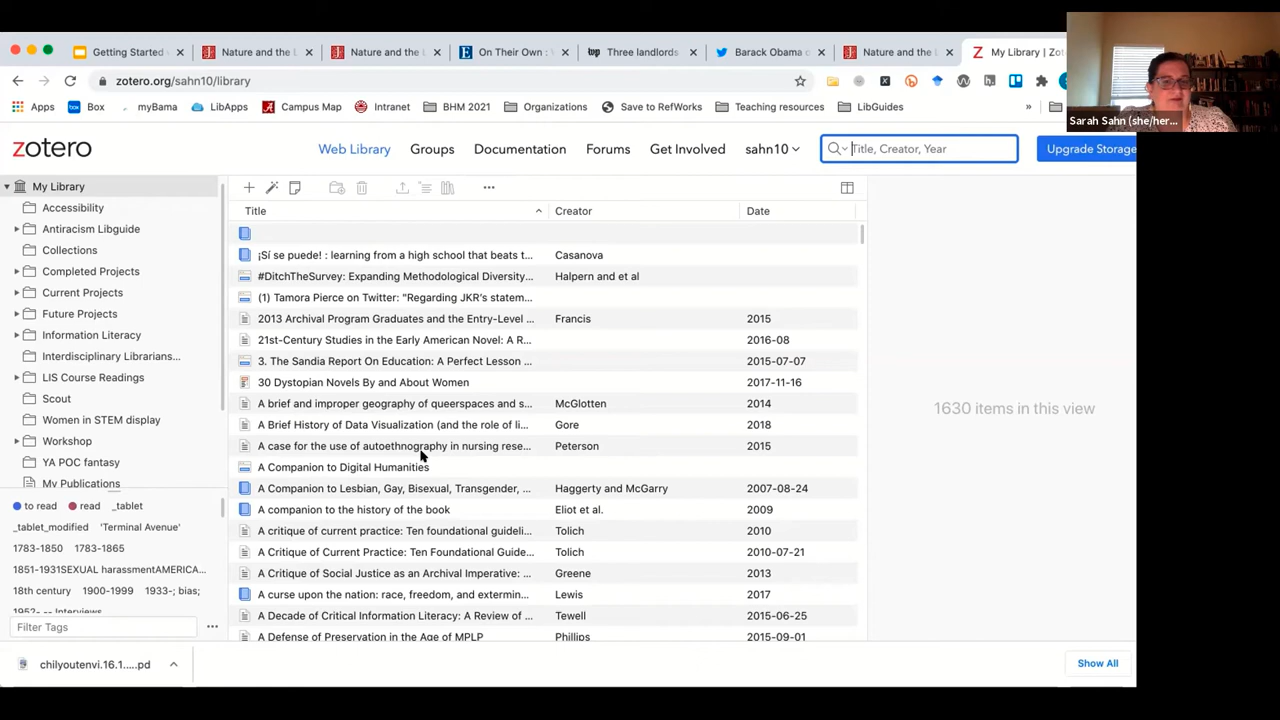 Getting Started
Nature and the L
Nature and the L
On Their Own : V
wp Three landlords
Barack Obama o
Nature and the L
Z My Library | Zot
zotero.org/sahn10/library
Apps
box Box
myBama
LibApps
Campus Map
Intranet
BHM 2021
Organizations
Save to RefWorks
Teaching resources
LibGuides
»
Sarah Sahn (she/her...
zotero
Web Library
Groups
Documentation
Forums
Get Involved
sahn10
Title, Creator, Year
Upgrade Storage
My Library
Accessibility
Antiracism Libguide
Collections
Completed Projects
Current Projects
Future Projects
Information Literacy
Interdisciplinary Librarians...
LIS Course Readings
Scout
Women in STEM display
Workshop
YA POC fantasy
My Publications
to read read _tablet
_tablet_modified 'Terminal Avenue'
1783-1850 1783-1865
1851-1931SEXUAL harassmentAMERICA...
18th century 1900-1999 1933-; bias;
1952- -- Interviews
Filter Tags
Title Creator Date
¡Sí se puede! : learning from a high school that beats t... Casanova
#DitchTheSurvey: Expanding Methodological Diversity... Halpern and et al
(1) Tamora Pierce on Twitter: "Regarding JKR's statem...
2013 Archival Program Graduates and the Entry-Level ... Francis 2015
21st-Century Studies in the Early American Novel: A R... 2016-08
3. The Sandia Report On Education: A Perfect Lesson ... 2015-07-07
30 Dystopian Novels By and About Women 2017-11-16
A brief and improper geography of queerspaces and s... McGlotten 2014
A Brief History of Data Visualization (and the role of li... Gore 2018
A case for the use of autoethnography in nursing rese... Peterson 2015
A Companion to Digital Humanities
A Companion to Lesbian, Gay, Bisexual, Transgender, ... Haggerty and McGarry 2007-08-24
A companion to the history of the book Eliot et al. 2009
A critique of current practice: Ten foundational guideli... Tolich 2010
A Critique of Current Practice: Ten Foundational Guide... Tolich 2010-07-21
A Critique of Social Justice as an Archival Imperative: ... Greene 2013
A curse upon the nation: race, freedom, and extermin... Lewis 2017
A Decade of Critical Information Literacy: A Review of ... Tewell 2015-06-25
A Defense of Preservation in the Age of MPLP Phillips 2015-09-01
1630 items in this view
chilyoutenvi.16.1.....pd
Show All